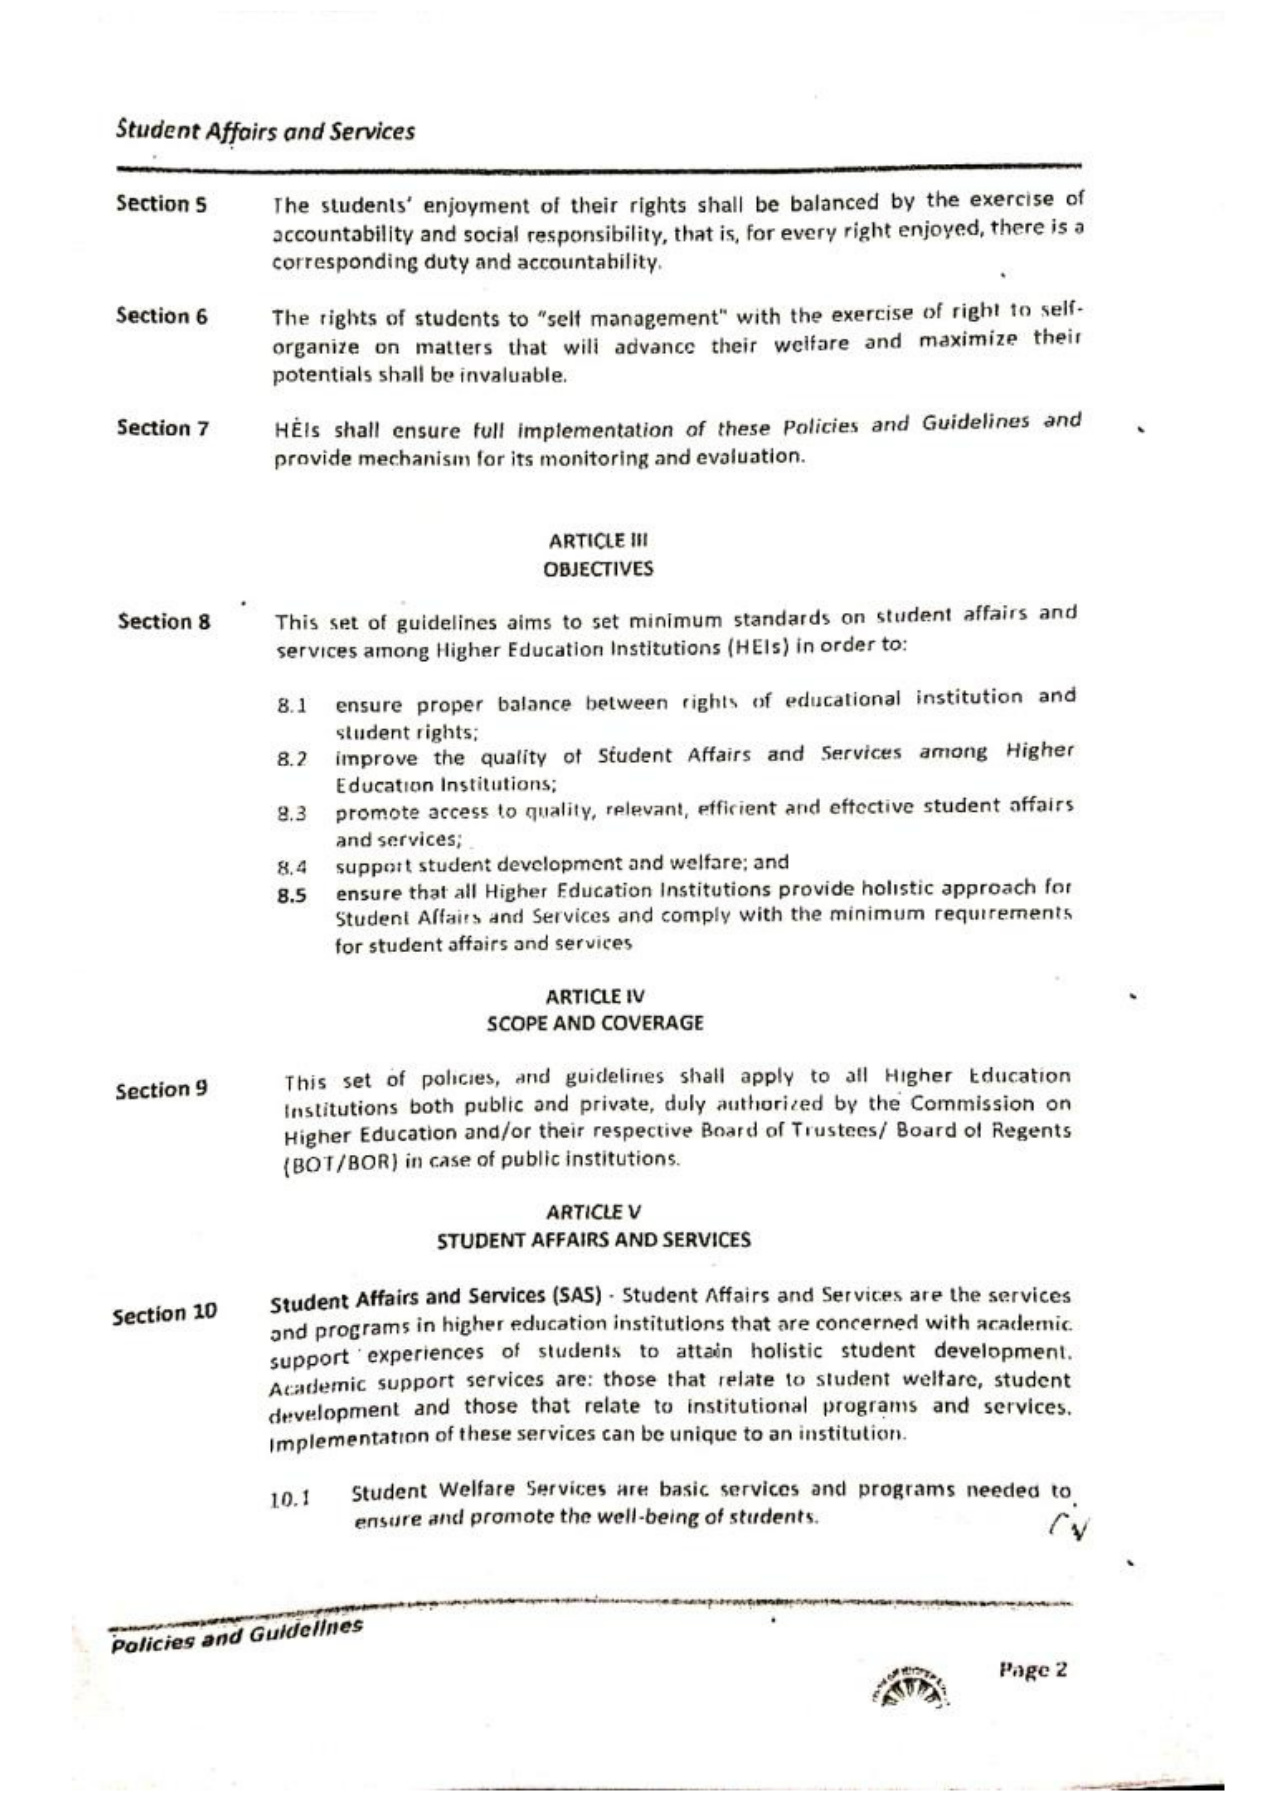 Student Affairs and Services
Section 5 The students' enjoyment of their rights shall be balanced by the exercise of
accountability and social responsibility, that is, for every right enjoyed, there is a
corresponding duty and accountability.
Section 6 The rights of students to "self management" with the exercise of right to self-
organize on matters that will advance their welfare and maximize their
potentials shall be invaluable.
Section 7 HEIs shall ensure full implementation of these Policies and Guidelines and
provide mechanism for its monitoring and evaluation.
ARTICLE III
OBJECTIVES
Section 8 This set of guidelines aims to set minimum standards on student affairs and
services among Higher Education Institutions (HEIs) in order to:
8.1 ensure proper balance between rights of educational institution and
student rights;
8.2 improve the quality of Student Affairs and Services among Higher
Education Institutions;
8.3 promote access to quality, relevant, efficient and effective student affairs
and services;
8.4 support student development and welfare; and
8.5 ensure that all Higher Education Institutions provide holistic approach for
Student Affairs and Services and comply with the minimum requirements
for student affairs and services
ARTICLE IV
SCOPE AND COVERAGE
Section 9 This set of policies, and guidelines shall apply to all Higher Education
Institutions both public and private, duly authorized by the Commission on
Higher Education and/or their respective Board of Trustees/ Board of Regents
(BOT/BOR) in case of public institutions.
ARTICLE V
STUDENT AFFAIRS AND SERVICES
Section 10 Student Affairs and Services (SAS) - Student Affairs and Services are the services
and programs in higher education institutions that are concerned with academic
support experiences of students to attain holistic student development.
Academic support services are: those that relate to student welfare, student
development and those that relate to institutional programs and services.
Implementation of these services can be unique to an institution.
10.1 Student Welfare Services are basic services and programs needed to
ensure and promote the well-being of students.
Policies and Guidelines
Page 2